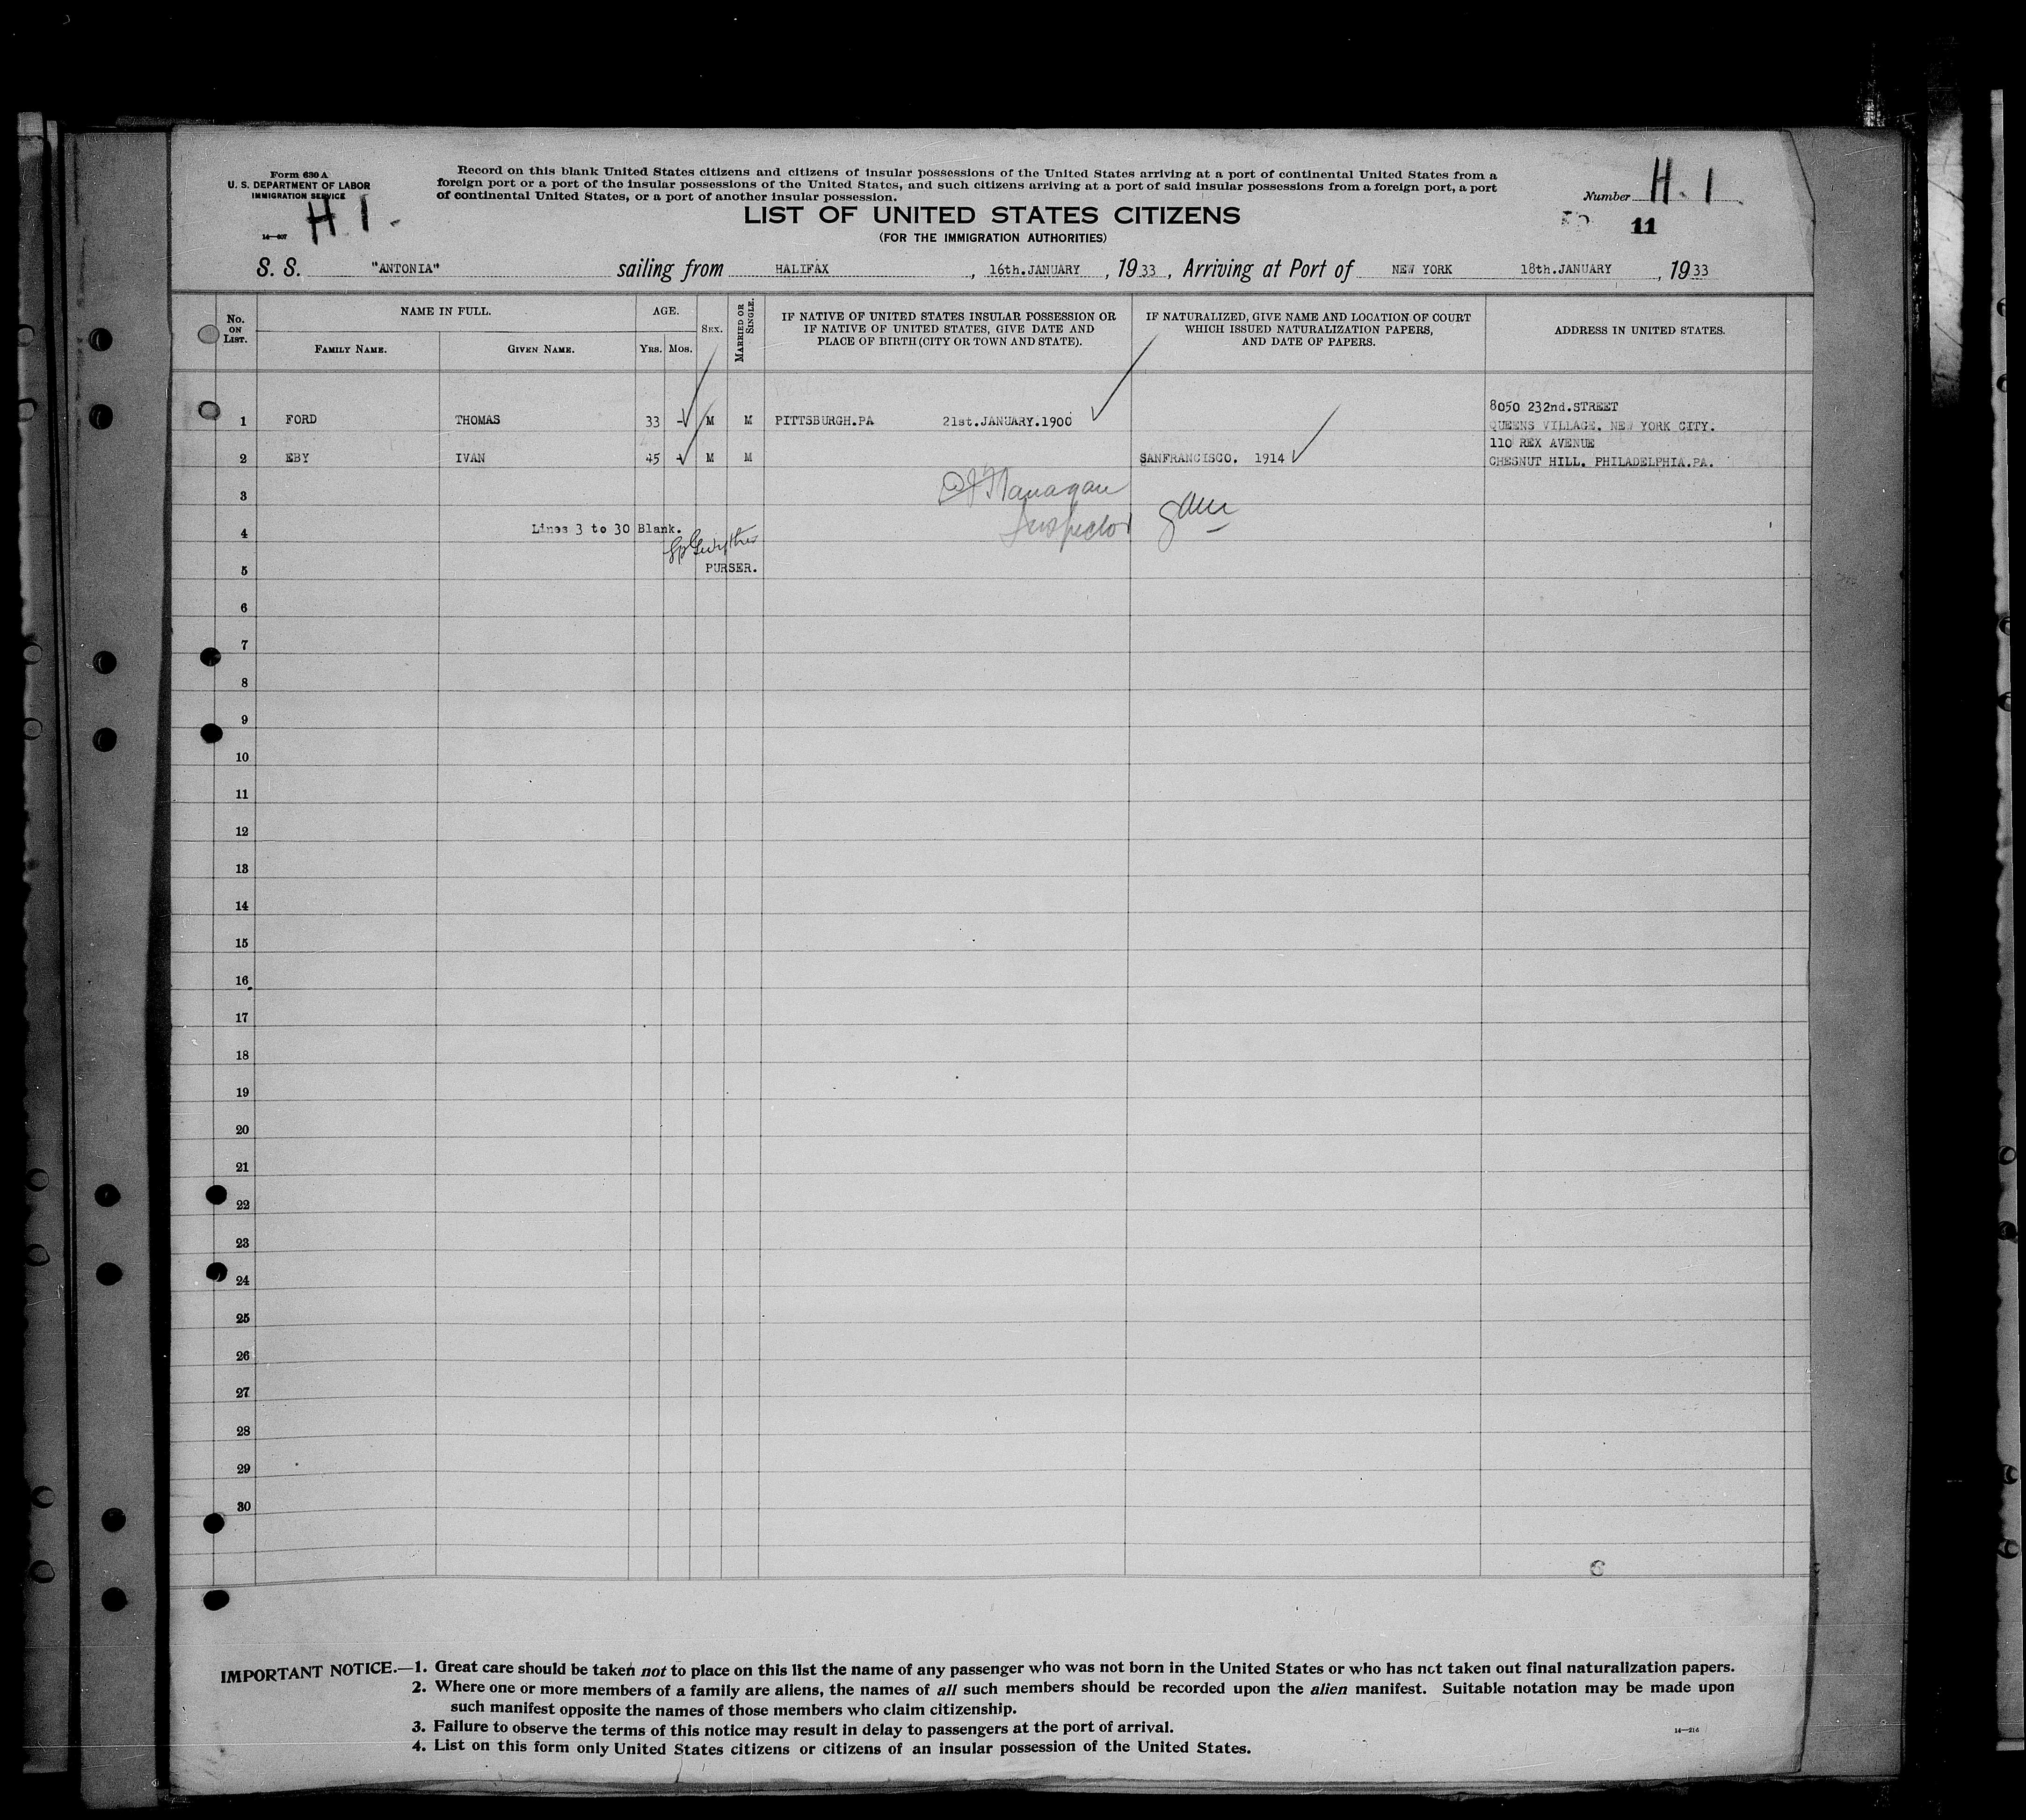 Form 630 A
U. S. DEPARTMENT OF LABOR
IMMIGRATION SERVICE
H 1.
14—607
Record on this blank United States citizens and citizens of insular possessions of the United States arriving at a port of continental United States from a
foreign port or a port of the insular possessions of the United States, and such citizens arriving at a port of said insular possessions from a foreign port, a port
of continental United States, or a port of another insular possession.
Number H. 1
11
LIST OF UNITED STATES CITIZENS
(FOR THE IMMIGRATION AUTHORITIES)
S. S. "ANTONIA" sailing from HALIFAX, 16th.JANUARY, 1933, Arriving at Port of NEW YORK 18th.JANUARY, 1933
No. ON LIST.
NAME IN FULL.
FAMILY NAME. GIVEN NAME.
AGE.
YRS. MOS.
SEX.
MARRIED OR SINGLE.
IF NATIVE OF UNITED STATES INSULAR POSSESSION OR
IF NATIVE OF UNITED STATES, GIVE DATE AND
PLACE OF BIRTH (CITY OR TOWN AND STATE).
IF NATURALIZED, GIVE NAME AND LOCATION OF COURT
WHICH ISSUED NATURALIZATION PAPERS,
AND DATE OF PAPERS.
ADDRESS IN UNITED STATES.
8050 232nd.STREET
1 FORD THOMAS 33 - M M PITTSBURGH.PA 21st.JANUARY.1900 QUEENS VILLAGE. NEW YORK CITY.
110 REX AVENUE
2 EBY IVAN 45 - M M SANFRANCISCO. 1914 CHESNUT HILL. PHILADELPHIA.PA.
3 Flanagan
Inspector
4 Lines 3 to 30 Blank.
5 PURSER.
6
7
8
9
10
11
12
13
14
15
16
17
18
19
20
21
22
23
24
25
26
27
28
29
30
6
IMPORTANT NOTICE.—1. Great care should be taken not to place on this list the name of any passenger who was not born in the United States or who has not taken out final naturalization papers.
2. Where one or more members of a family are aliens, the names of all such members should be recorded upon the alien manifest. Suitable notation may be made upon
such manifest opposite the names of those members who claim citizenship.
3. Failure to observe the terms of this notice may result in delay to passengers at the port of arrival.
4. List on this form only United States citizens or citizens of an insular possession of the United States.
14—214